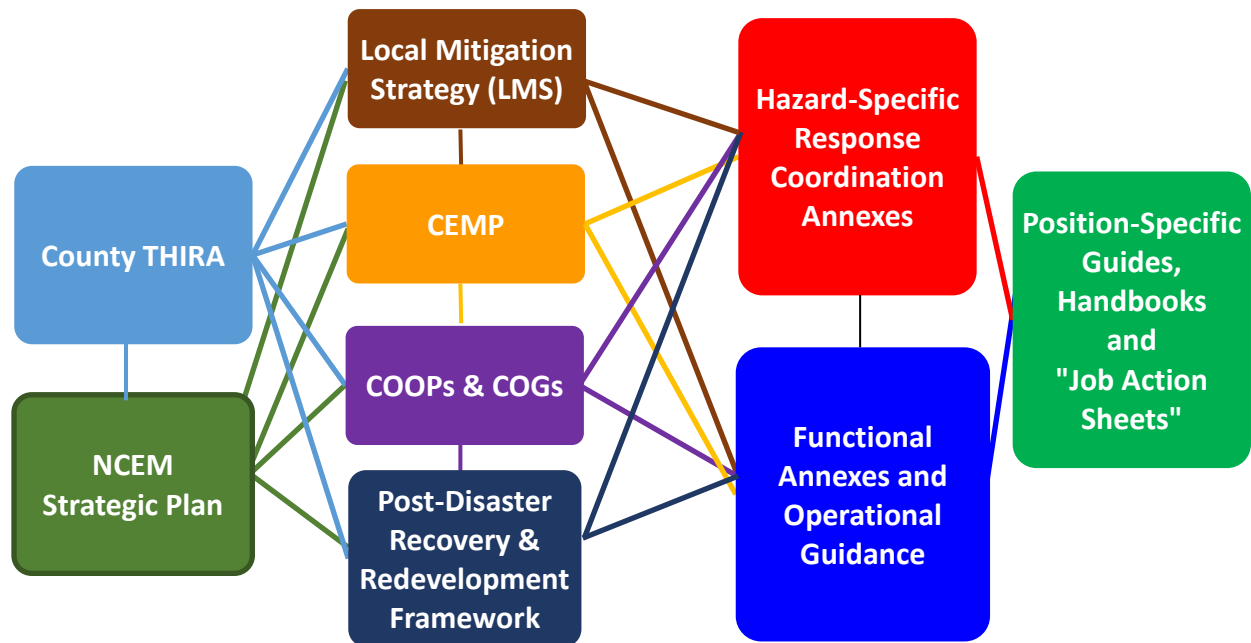 County THIRA
NCEM
Strategic Plan
Local Mitigation
Strategy (LMS)
CEMP
COOPs & COGs
Post-Disaster
Recovery &
Redevelopment
Framework
Hazard-Specific
Response
Coordination
Annexes
Functional
Annexes and
Operational
Guidance
Position-Specific
Guides,
Handbooks
and
"Job Action
Sheets"